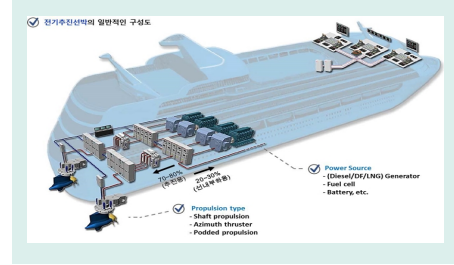 전기추진선박의 일반적인 구성도
70~80%
(추진용)
20~30%
(선내부하용)
Power Source
- (Diesel/DF/LNG) Generator
- Fuel cell
- Battery, etc.
Propulsion type
- Shaft propulsion
- Azimuth thruster
- Podded propulsion